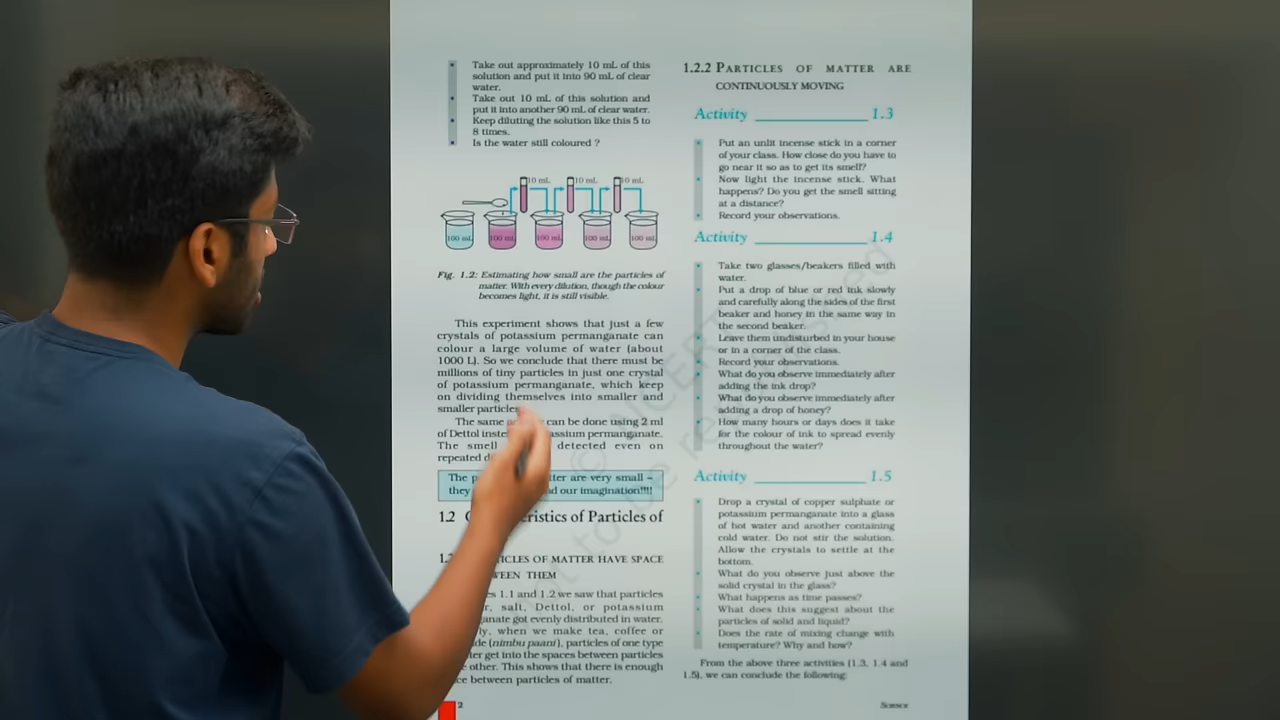 Take out approximately 10 mL of this
solution and put it into 90 mL of clear
water.
Take out 10 mL of this solution and
put it into another 90 mL of clear water.
Keep diluting the solution like this 5 to
8 times.
Is the water still coloured ?
10 mL 10 mL 10 mL
100 mL 100 mL 100 mL 100 mL 100 mL
Fig. 1.2: Estimating how small are the particles of
matter. With every dilution, though the colour
becomes light, it is still visible.
This experiment shows that just a few
crystals of potassium permanganate can
colour a large volume of water (about
1000 L). So we conclude that there must be
millions of tiny particles in just one crystal
of potassium permanganate, which keep
on dividing themselves into smaller and
smaller particles
The same can be done using 2 ml
of Dettol
The smell detected even on
repeated
The matter are very small –
they our imagination!!!!
1.2 of Particles of
PARTICLES OF MATTER HAVE SPACE
BETWEEN THEM
1.1 and 1.2 we saw that particles
salt, Dettol, or potassium
got evenly distributed in water.
when we make tea, coffee or
(nimbu paani), particles of one type
get into the spaces between particles
other. This shows that there is enough
between particles of matter.
2
1.2.2 PARTICLES OF MATTER ARE
CONTINUOUSLY MOVING
Activity 1.3
Put an unlit incense stick in a corner
of your class. How close do you have to
go near it so as to get its smell?
Now light the incense stick. What
happens? Do you get the smell sitting
at a distance?
Record your observations.
Activity 1.4
Take two glasses/beakers filled with
water.
Put a drop of blue or red ink slowly
and carefully along the sides of the first
beaker and honey in the same way in
the second beaker.
Leave them undisturbed in your house
or in a corner of the class.
Record your observations.
What do you observe immediately after
adding the ink drop?
What do you observe immediately after
adding a drop of honey?
How many hours or days does it take
for the colour of ink to spread evenly
throughout the water?
Activity 1.5
Drop a crystal of copper sulphate or
potassium permanganate into a glass
of hot water and another containing
cold water. Do not stir the solution.
Allow the crystals to settle at the
bottom.
What do you observe just above the
solid crystal in the glass?
What happens as time passes?
What does this suggest about the
particles of solid and liquid?
Does the rate of mixing change with
temperature? Why and how?
From the above three activities (1.3, 1.4 and
1.5), we can conclude the following:
SCIENCE